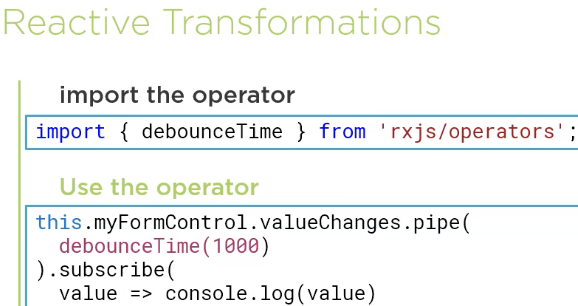 Reactive Transformations
import the operator
import { debounceTime } from 'rxjs/operators';
Use the operator
this.myFormControl.valueChanges.pipe(
debounceTime(1000)
).subscribe(
value => console.log(value)